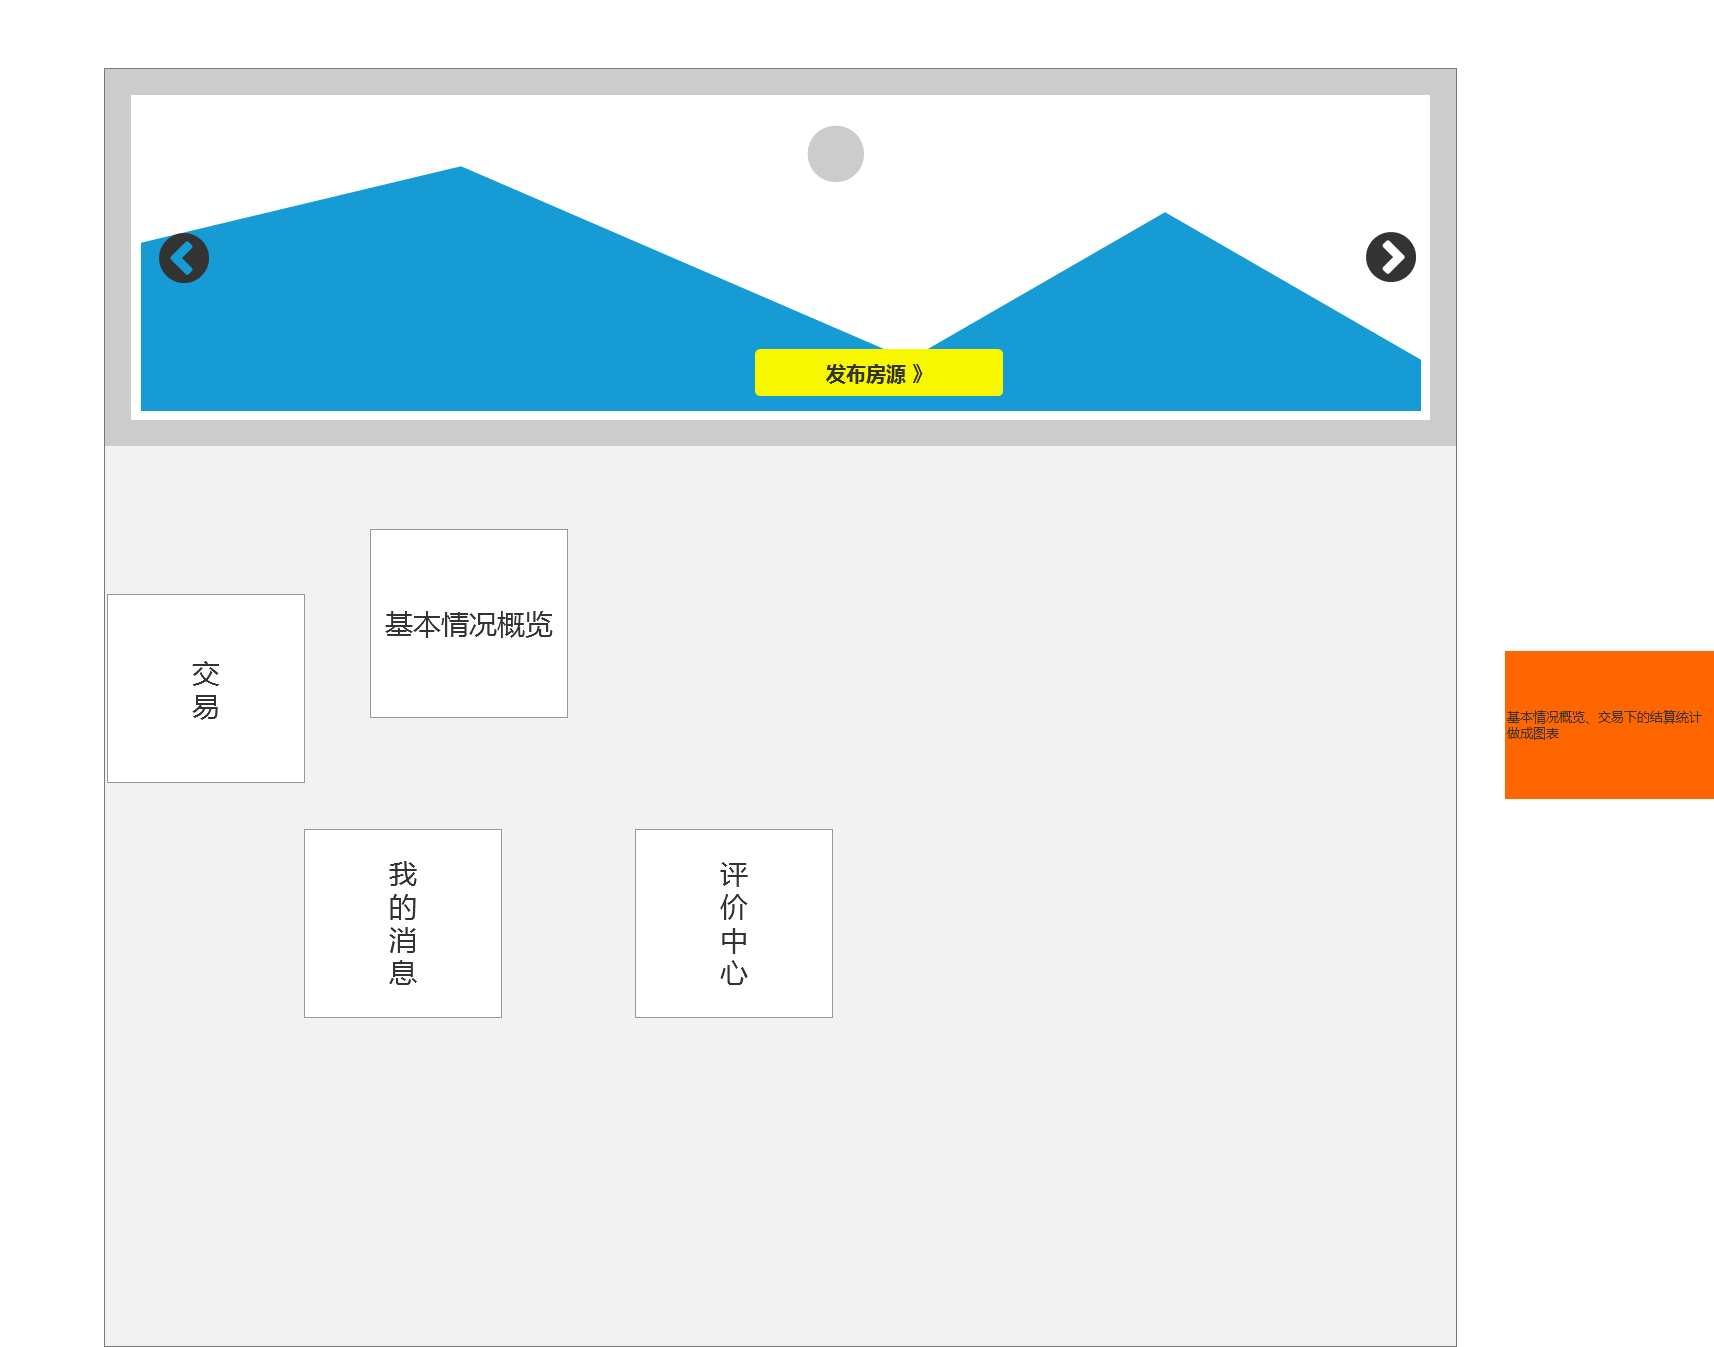 发布房源 》
基本情况概览
交
易
我
的
消
息
评
价
中
心
基本情况概览、交易下的结算统计
做成图表